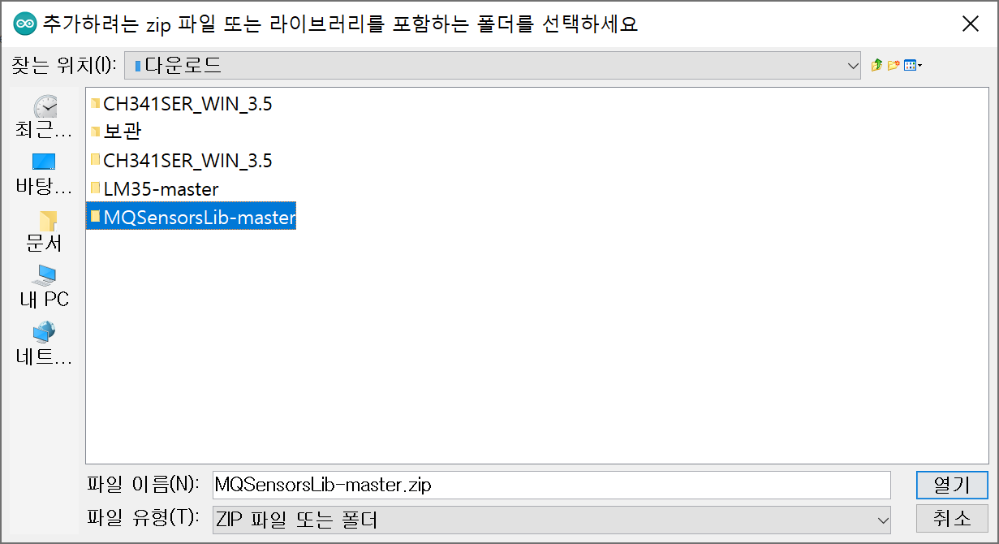 추가하려는 zip 파일 또는 라이브러리를 포함하는 폴더를 선택하세요
찾는 위치(I): 다운로드
최근...
바탕...
문서
내 PC
네트...
CH341SER_WIN_3.5
보관
CH341SER_WIN_3.5
LM35-master
MQSensorsLib-master
파일 이름(N): MQSensorsLib-master.zip
열기
파일 유형(T): ZIP 파일 또는 폴더
취소